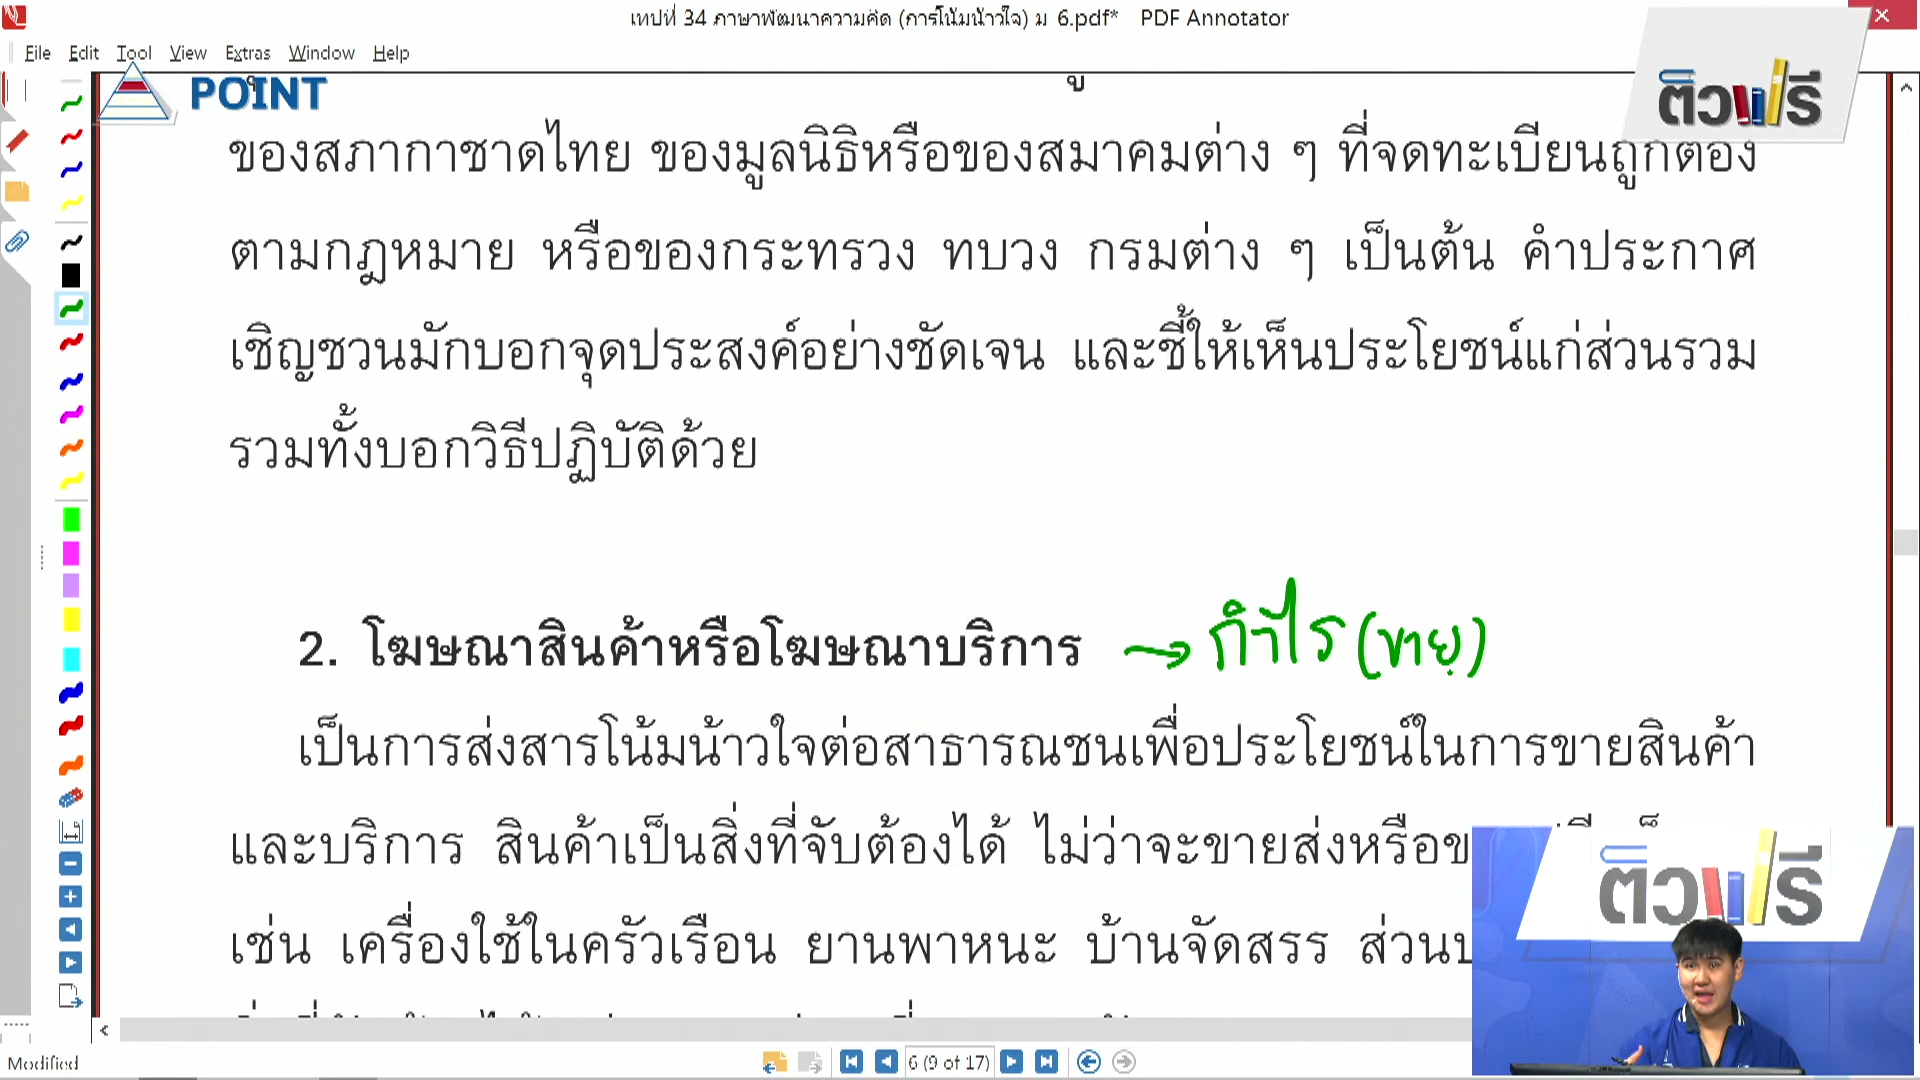 เทปที่ 34 ภาษาพัฒนาความคิด (การโน้มน้าวใจ) ม 6.pdf* PDF Annotator
File Edit Tool View Extras Window Help
POINT
ติวฟรี
ของสภากาชาดไทย ของมูลนิธิหรือของสมาคมต่าง ๆ ที่จดทะเบียนถูกต้อง
ตามกฎหมาย หรือของกระทรวง ทบวง กรมต่าง ๆ เป็นต้น คำประกาศ
เชิญชวนมักบอกจุดประสงค์อย่างชัดเจน และชี้ให้เห็นประโยชน์แก่ส่วนรวม
รวมทั้งบอกวิธีปฏิบัติด้วย
2. โฆษณาสินค้าหรือโฆษณาบริการ → กำไร (ขาย)
เป็นการส่งสารโน้มน้าวใจต่อสาธารณชนเพื่อประโยชน์ในการขายสินค้า
และบริการ สินค้าเป็นสิ่งที่จับต้องได้ ไม่ว่าจะขายส่งหรือ
เช่น เครื่องใช้ในครัวเรือน ยานพาหนะ บ้านจัดสรร
ติวฟรี
Modified
6 (9 of 17)